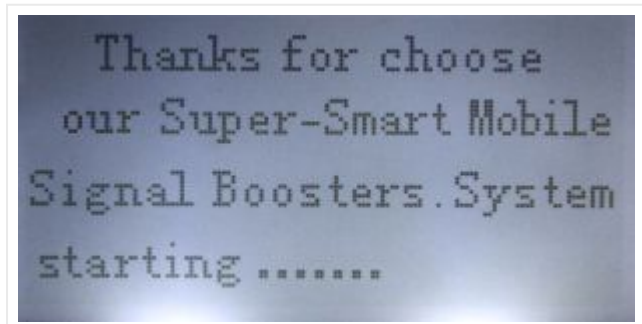 Thanks for choose
our Super-Smart Mobile
Signal Boosters.System
starting .......